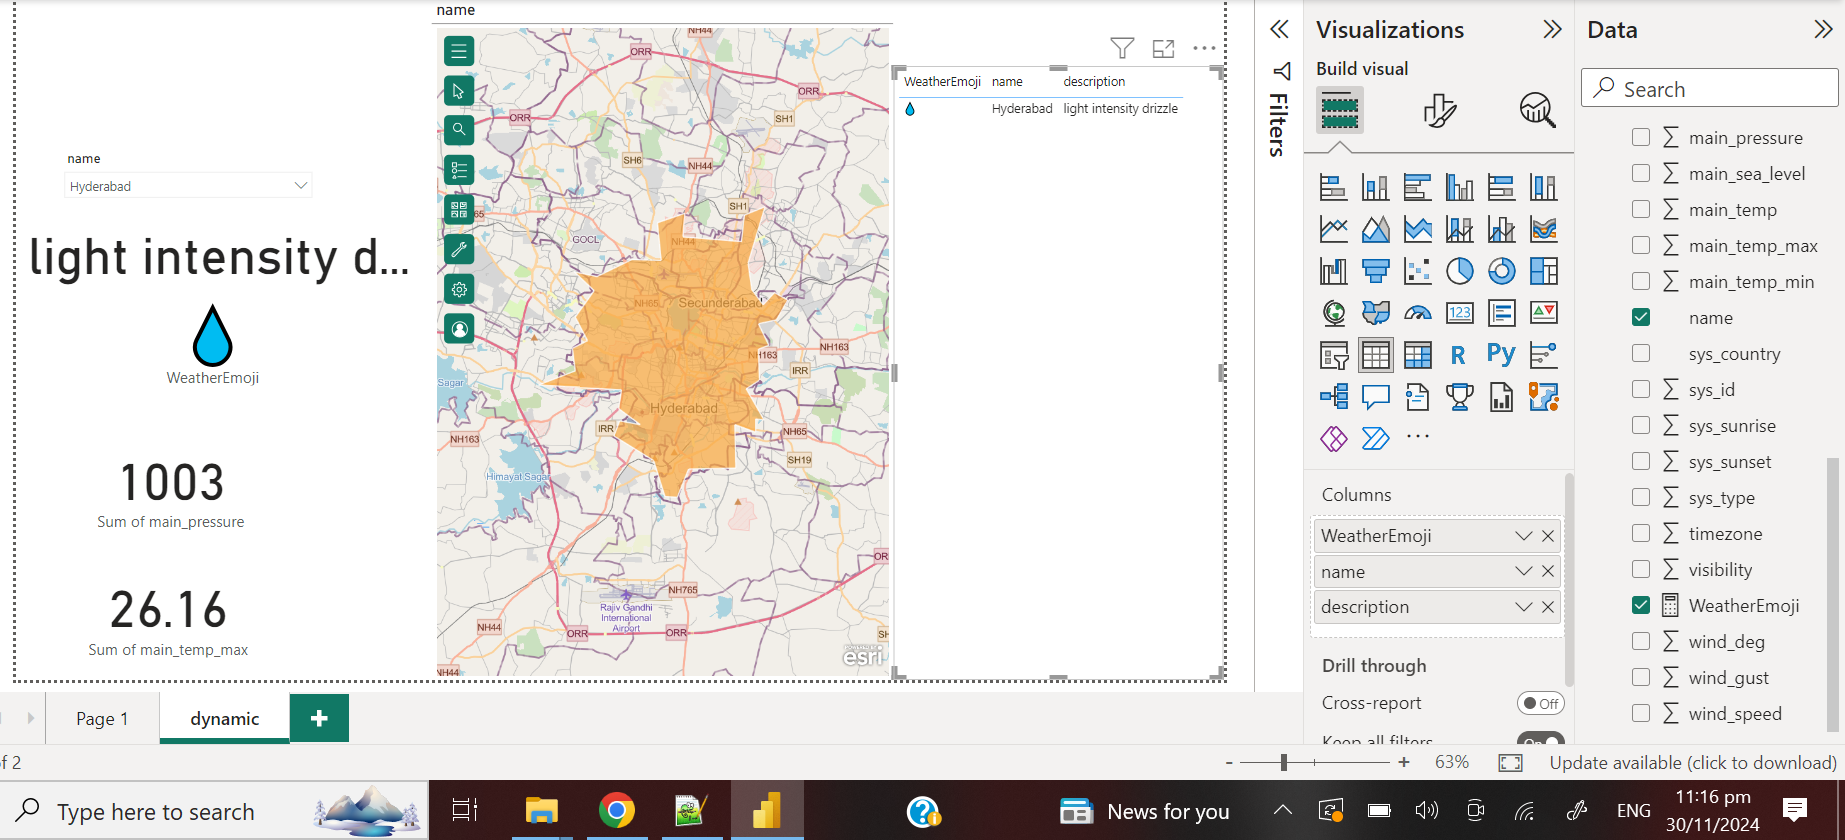 name
Hyderabad
light intensity d...
WeatherEmoji
1003
Sum of main_pressure
26.16
Sum of main_temp_max
name
NH44
ORR
ORR
ORR
SH1
SH6
NH44
SH1
65
GOCL
NH44
NH65
Secunderabad
NH163
NH163
IRR
Sagar
Hyderabad
IRR
NH65
NH163
SH19
Himayat Sagar
OR
NH765
Rajiv Gandhi
International
Airport
NH44
ORR
ORR
SH
NH44
POWERED BY
esri
WeatherEmoji name description
Hyderabad light intensity drizzle
Filters
Visualizations
Build visual
123
R
Py
Columns
WeatherEmoji
name
description
Drill through
Cross-report
Off
Keep all filters
On
Data
Search
main_pressure
main_sea_level
main_temp
main_temp_max
main_temp_min
name
sys_country
sys_id
sys_sunrise
sys_sunset
sys_type
timezone
visibility
WeatherEmoji
wind_deg
wind_gust
wind_speed
Page 1
dynamic
+
of 2
- + 63%
Update available (click to download)
Type here to search
News for you
ENG
11:16 pm
30/11/2024